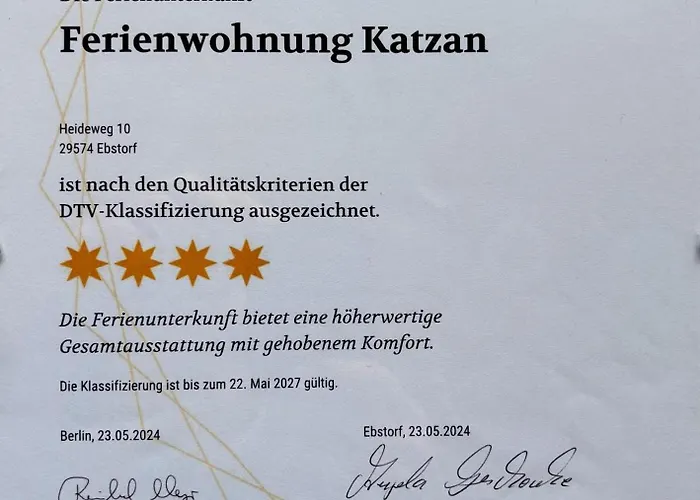 Ferienwohnung Katzan
Heideweg 10
29574 Ebstorf
ist nach den Qualitätskriterien der
DTV-Klassifizierung ausgezeichnet.
Die Ferienunterkunft bietet eine höherwertige
Gesamtausstattung mit gehobenem Komfort.
Die Klassifizierung ist bis zum 22. Mai 2027 gültig.
Berlin, 23.05.2024
Ebstorf, 23.05.2024